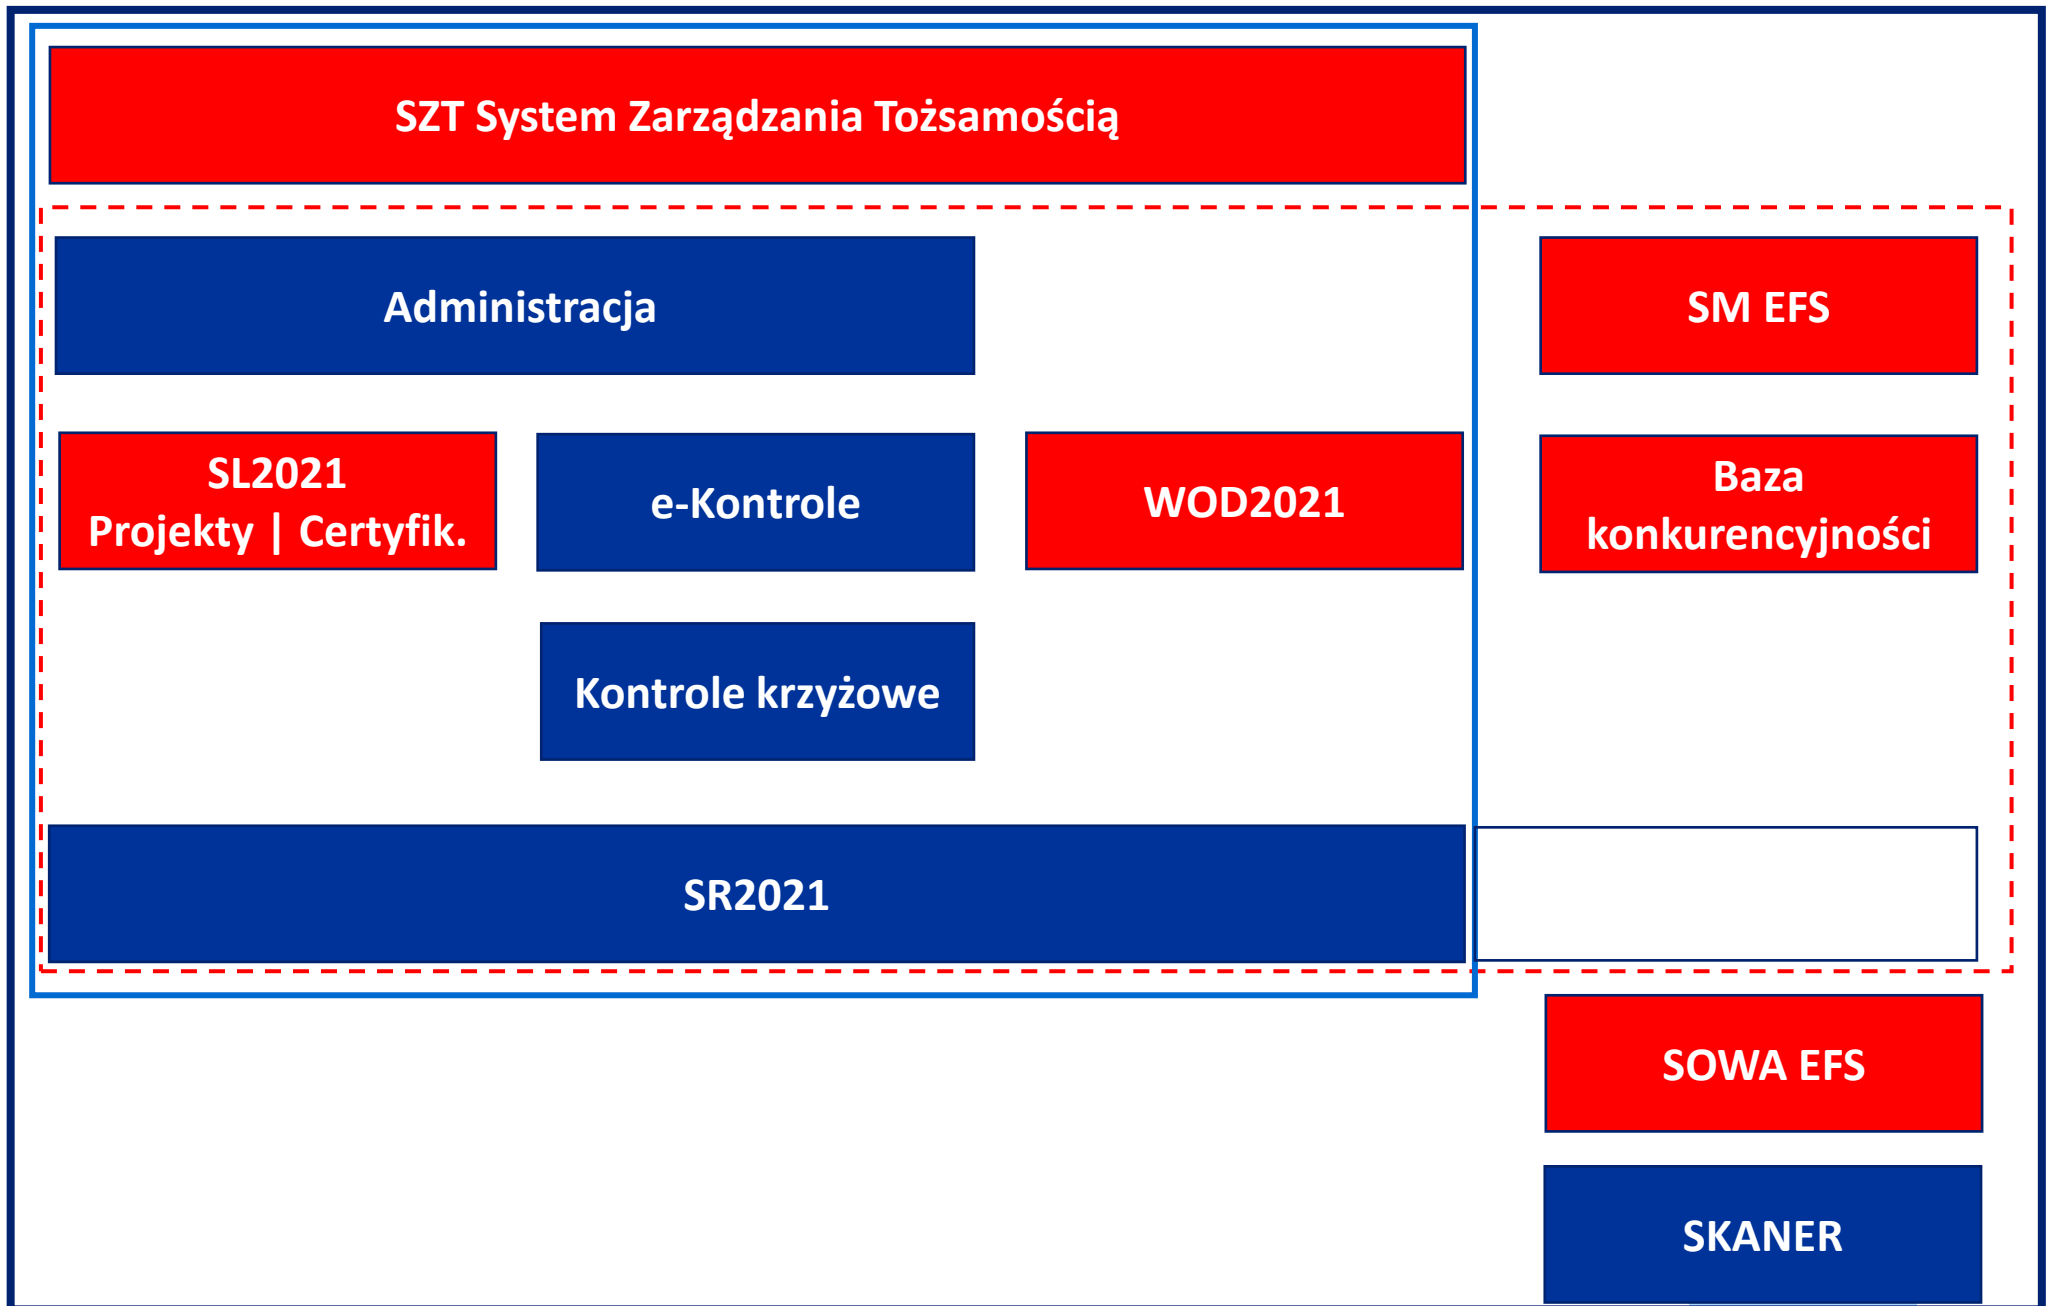 SZT System Zarządzania Tożsamością
Administracja
SM EFS
SL2021
Projekty | Certyfik.
e-Kontrole
WOD2021
Baza
konkurencyjności
Kontrole krzyżowe
SR2021
SOWA EFS
SKANER